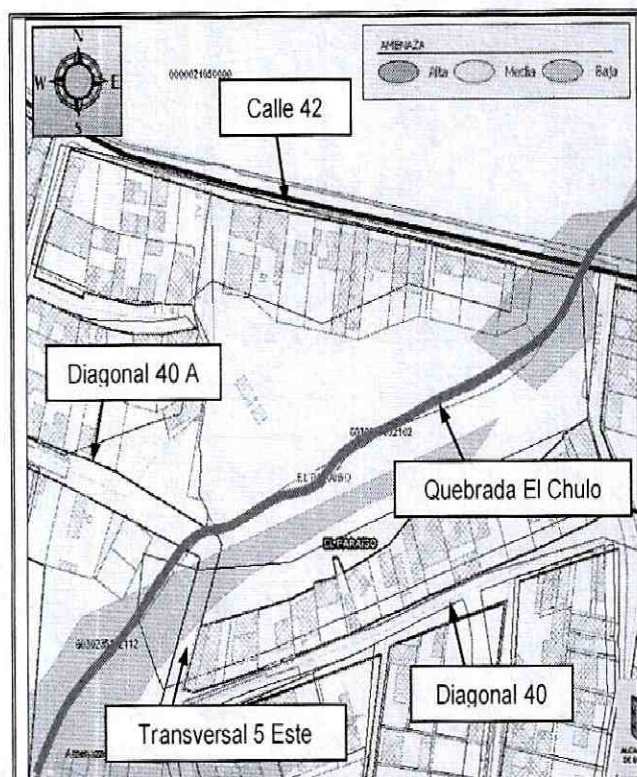 N
W E
S
AMENAZA
Alta Media Baja
Calle 42
Diagonal 40 A
Quebrada El Chulo
EL PARAISO
Diagonal 40
Transversal 5 Este